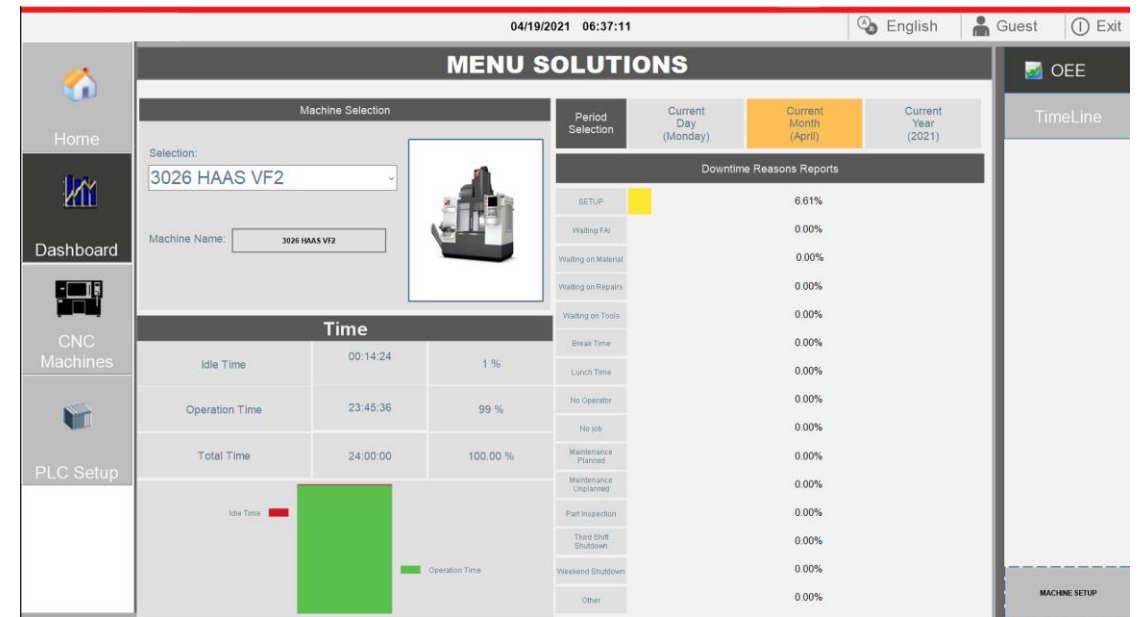 04/19/2021 06:37:11
English
Guest
Exit
MENU SOLUTIONS
OEE
TimeLine
Home
Dashboard
CNC
Machines
PLC Setup
Machine Selection
Selection:
3026 HAAS VF2
Machine Name:
3026 HAAS VF2
Period
Selection
Current
Day
(Monday)
Current
Month
(April)
Current
Year
(2021)
Downtime Reasons Reports
SETUP 6.61%
Waiting FAI 0.00%
Waiting on Material 0.00%
Waiting on Repairs 0.00%
Waiting on Tools 0.00%
Break Time 0.00%
Lunch Time 0.00%
No Operator 0.00%
No job 0.00%
Maintenance
Planned 0.00%
Maintenance
Unplanned 0.00%
Part Inspection 0.00%
Third Shift
Shutdown 0.00%
Weekend Shutdown 0.00%
Other 0.00%
Time
Idle Time 00:14:24 1 %
Operation Time 23:45:36 99 %
Total Time 24:00:00 100.00 %
Idle Time
Operation Time
MACHINE SETUP